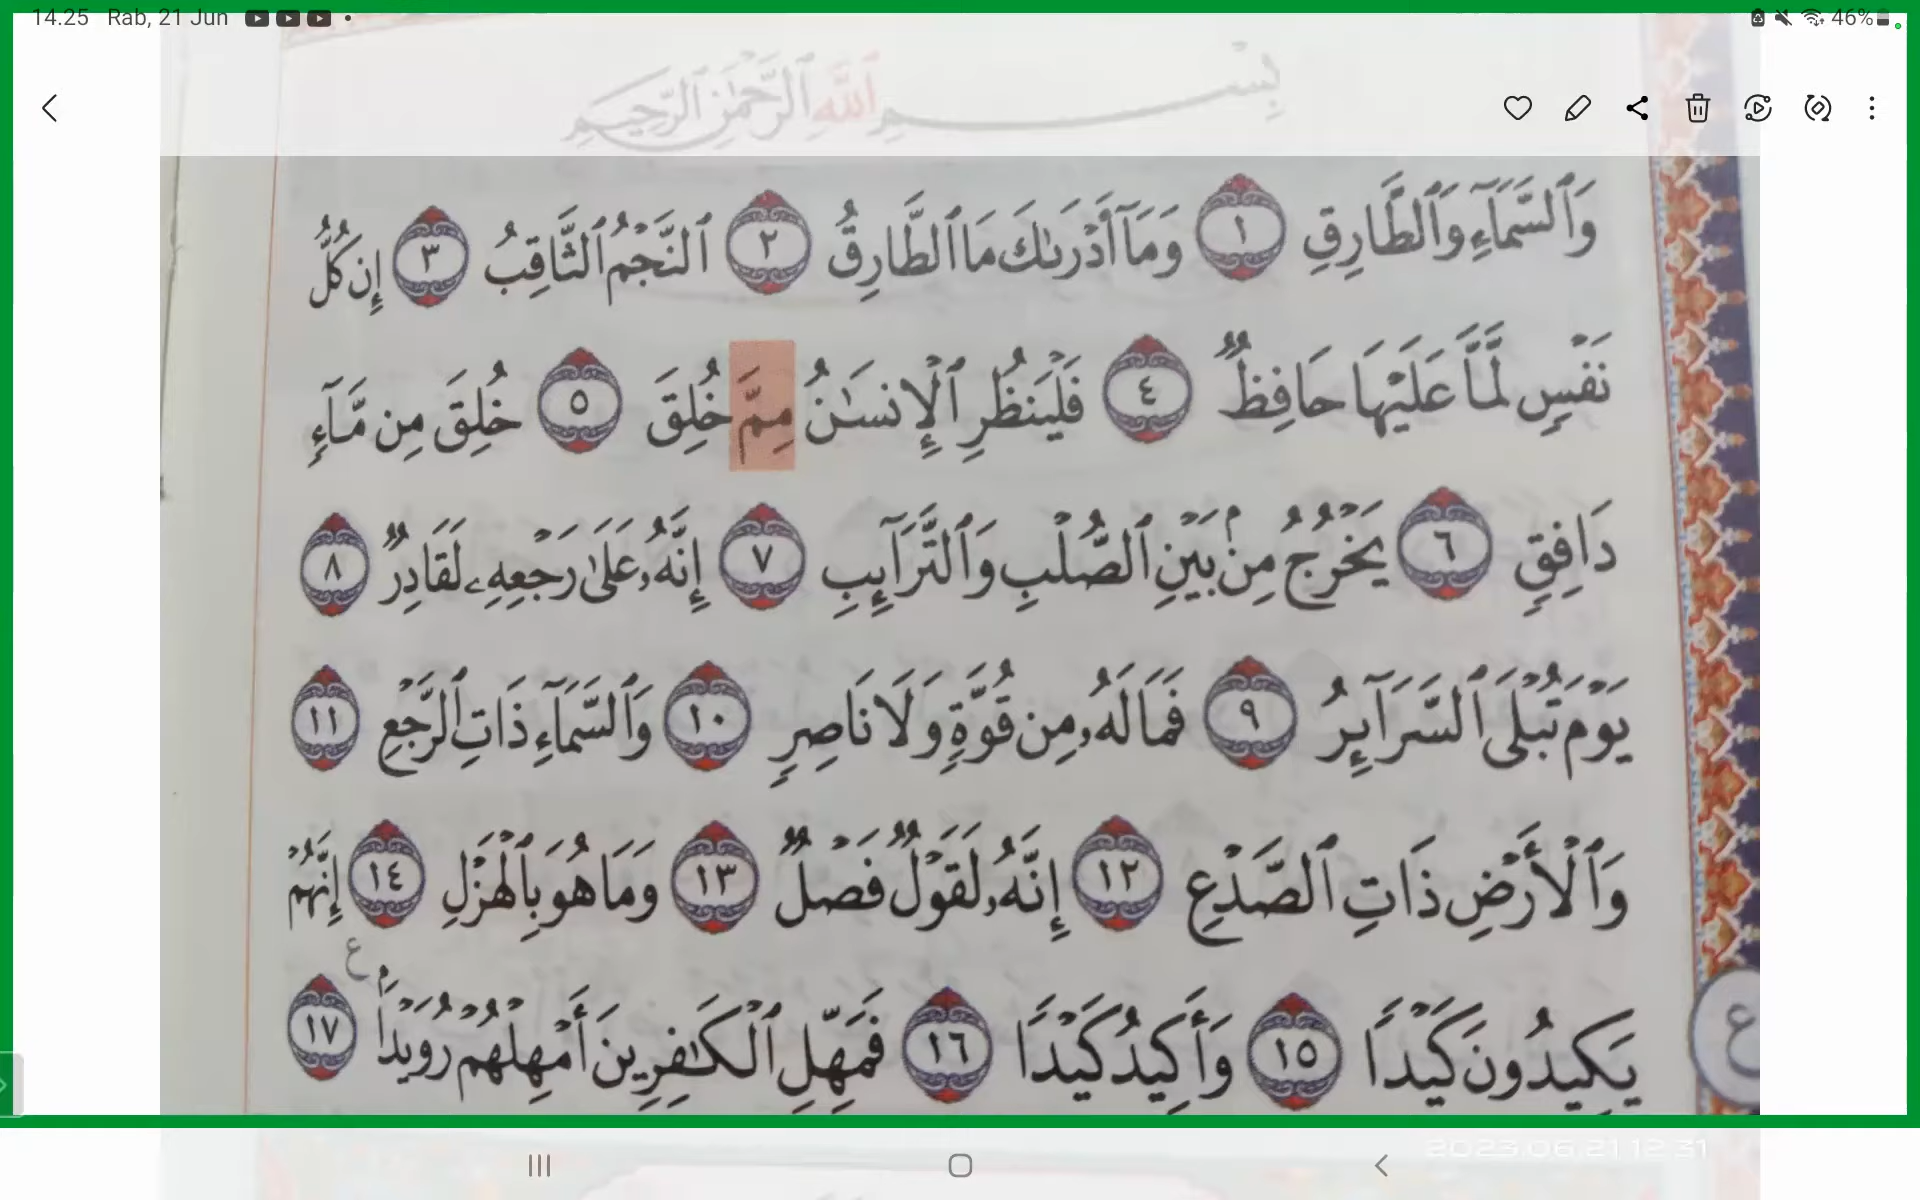 14.25 Rab, 21 Jun
46%
بِسْمِ ٱللَّهِ ٱلرَّحْمَٰنِ ٱلرَّحِيمِ
وَٱلسَّمَآءِ وَٱلطَّارِقِ ١ وَمَآ أَدْرَىٰكَ مَا ٱلطَّارِقُ ٢ ٱلنَّجْمُ ٱلثَّاقِبُ ٣ إِن كُلُّ
نَفْسٍ لَّمَّا عَلَيْهَا حَافِظٌ ٤ فَلْيَنظُرِ ٱلْإِنسَـٰنُ مِمَّ خُلِقَ ٥ خُلِقَ مِن مَّآءٍ
دَافِقٍ ٦ يَخْرُجُ مِنۢ بَيْنِ ٱلصُّلْبِ وَٱلتَّرَآئِبِ ٧ إِنَّهُۥ عَلَىٰ رَجْعِهِۦ لَقَادِرٌ ٨
يَوْمَ تُبْلَى ٱلسَّرَآئِرُ ٩ فَمَا لَهُۥ مِن قُوَّةٍ وَلَا نَاصِرٍ ١٠ وَٱلسَّمَآءِ ذَاتِ ٱلرَّجْعِ ١١
وَٱلْأَرْضِ ذَاتِ ٱلصَّدْعِ ١٢ إِنَّهُۥ لَقَوْلٌ فَصْلٌ ١٣ وَمَا هُوَ بِٱلْهَزْلِ ١٤ إِنَّهُمْ
يَكِيدُونَ كَيْدًا ١٥ وَأَكِيدُ كَيْدًا ١٦ فَمَهِّلِ ٱلْكَـٰفِرِينَ أَمْهِلْهُمْ رُوَيْدَۢا ١٧
ع
ع
2023.06.21 12:31